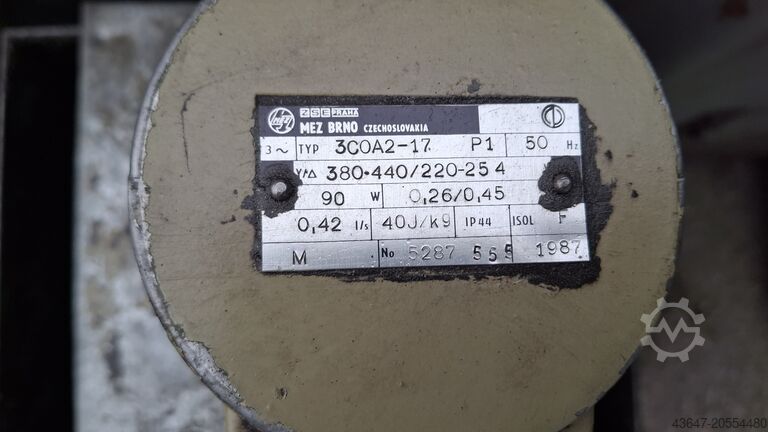 MEZ ZSE PRAHA
MEZ BRNO CZECHOSLOVAKIA
3~ TYP 3COA2-17 P1 50 Hz
Y/Δ 380-440/220-254
90 W 0,26/0,45
0,42 l/s 40J/kg IP44 ISOL F
M No 5287 555 1987
43647-20554480